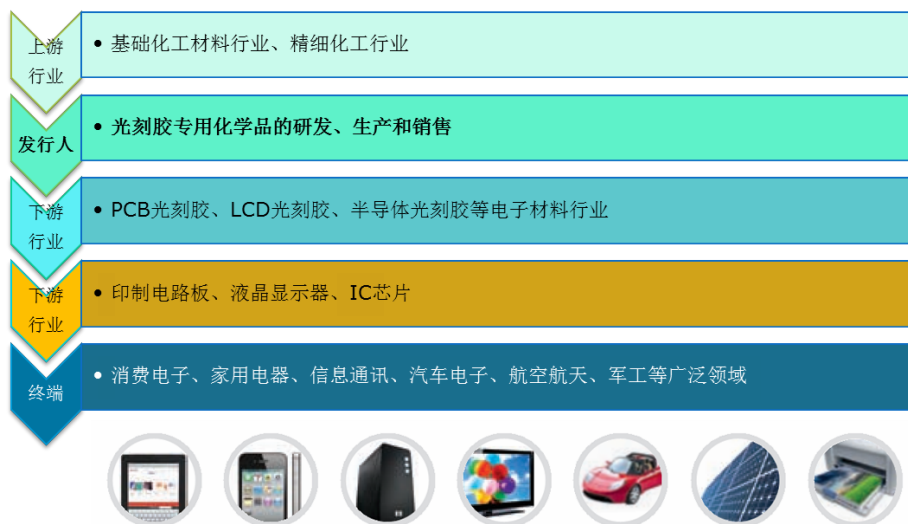 上游
行业
• 基础化工材料行业、精细化工行业
发行人
• 光刻胶专用化学品的研发、生产和销售
下游
行业
• PCB光刻胶、LCD光刻胶、半导体光刻胶等电子材料行业
下游
行业
• 印制电路板、液晶显示器、IC芯片
终端
• 消费电子、家用电器、信息通讯、汽车电子、航空航天、军工等广泛领域